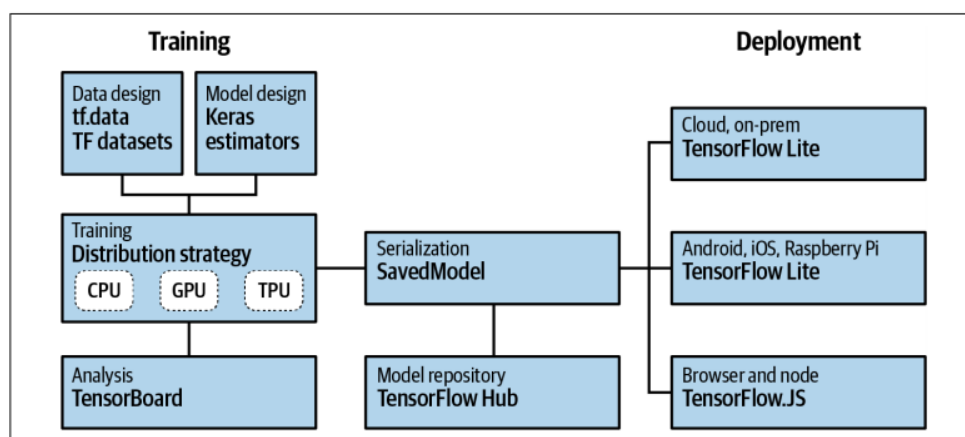 Training
Deployment
Data design
tf.data
TF datasets
Model design
Keras
estimators
Training
Distribution strategy
CPU
GPU
TPU
Analysis
TensorBoard
Serialization
SavedModel
Model repository
TensorFlow Hub
Cloud, on-prem
TensorFlow Lite
Android, iOS, Raspberry Pi
TensorFlow Lite
Browser and node
TensorFlow.JS